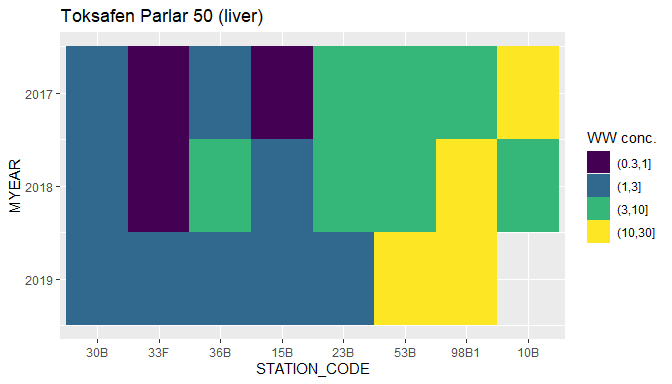 Toksafen Parlar 50 (liver)
MYEAR
2017
2018
2019
30B 33F 36B 15B 23B 53B 98B1 10B
STATION_CODE
WW conc.
(0.3,1]
(1,3]
(3,10]
(10,30]